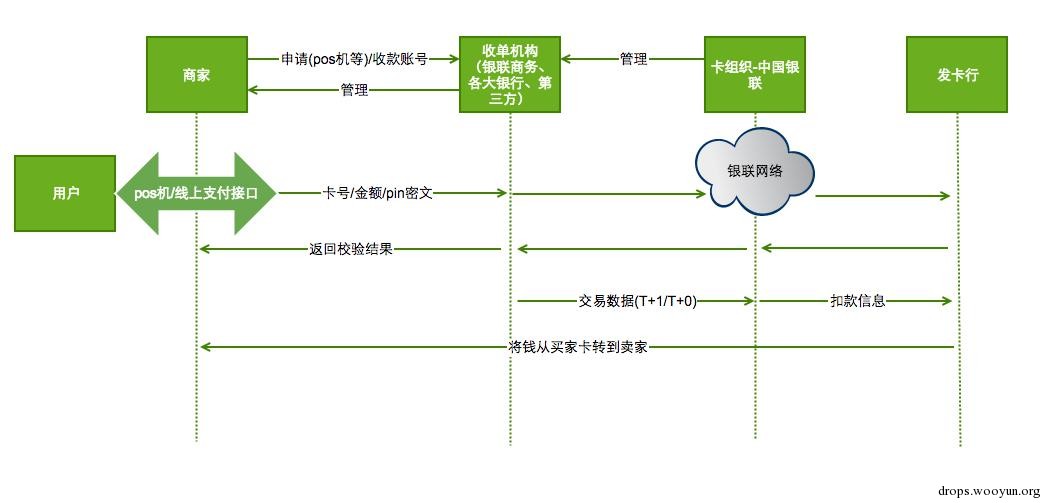 商家
申请(pos机等)/收款账号
管理
收单机构
（银联商务、
各大银行、第
三方）
管理
卡组织-中国银
联
发卡行
用户
pos机/线上支付接口
卡号/金额/pin密文
银联网络
返回校验结果
交易数据(T+1/T+0)
扣款信息
将钱从买家卡转到卖家
drops.wooyun.org